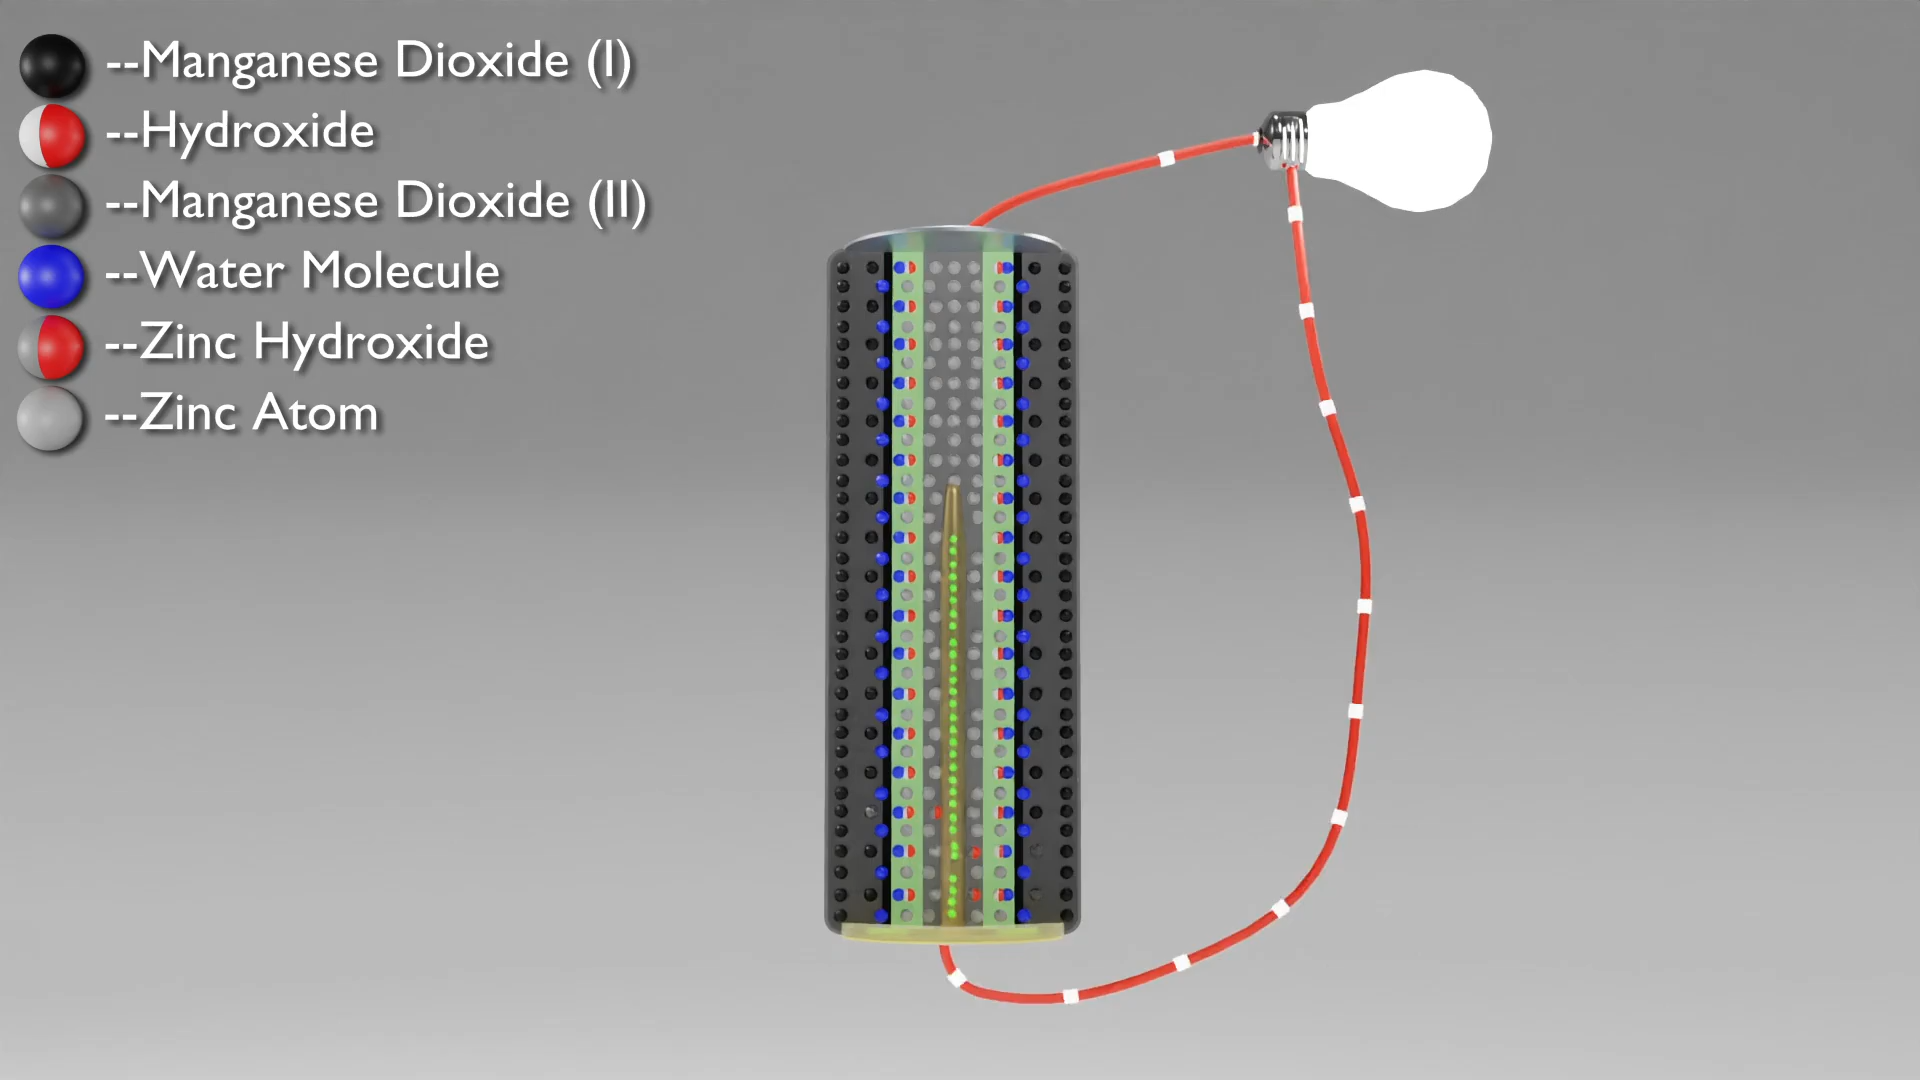 --Manganese Dioxide (I)
--Hydroxide
--Manganese Dioxide (II)
--Water Molecule
--Zinc Hydroxide
--Zinc Atom